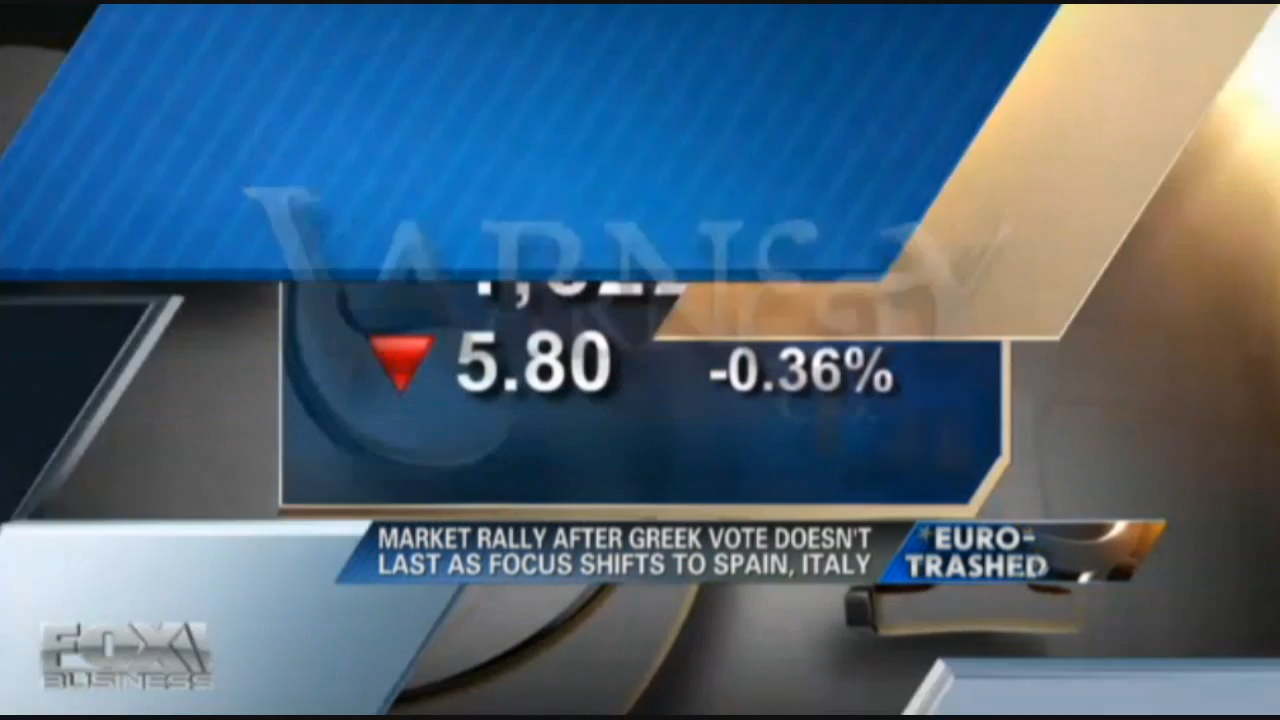 VARNEY
5.80 -0.36%
MARKET RALLY AFTER GREEK VOTE DOESN'T
LAST AS FOCUS SHIFTS TO SPAIN, ITALY
EURO-
TRASHED
FOX
BUSINESS